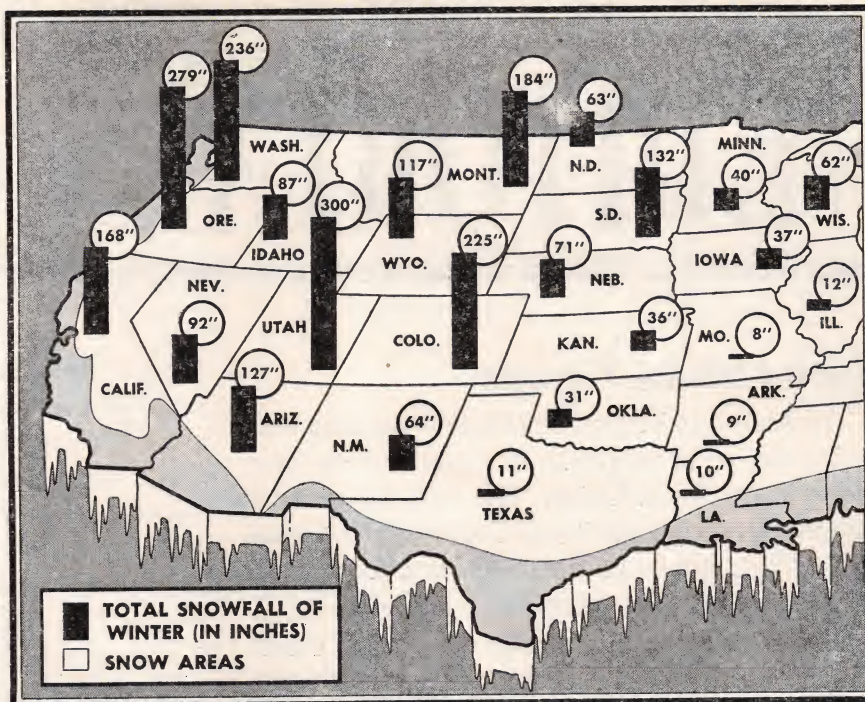 236"
279"
184"
63"
WASH.
MINN.
N.D.
132"
62"
117"
MONT.
40"
87"
300"
ORE.
S.D.
WIS.
168"
225"
37"
IDAHO
WYO.
71"
IOWA
NEV.
NEB.
12"
UTAH
92"
36"
ILL.
COLO.
KAN.
MO.
8"
127"
CALIF.
31"
ARK.
ARIZ.
OKLA.
64"
9"
N.M.
11"
10"
TEXAS
LA.
TOTAL SNOWFALL OF
WINTER (IN INCHES)
SNOW AREAS